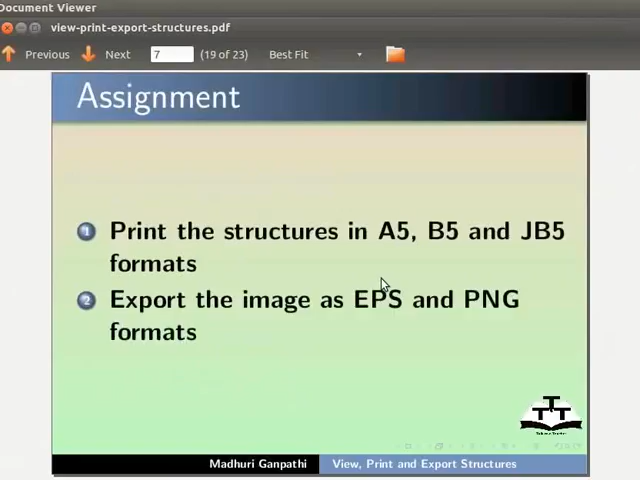 Document Viewer
view-print-export-structures.pdf
Previous Next 7 (19 of 23) Best Fit
Assignment
1 Print the structures in A5, B5 and JB5
formats
2 Export the image as EPS and PNG
formats
Madhuri Ganpathi View, Print and Export Structures